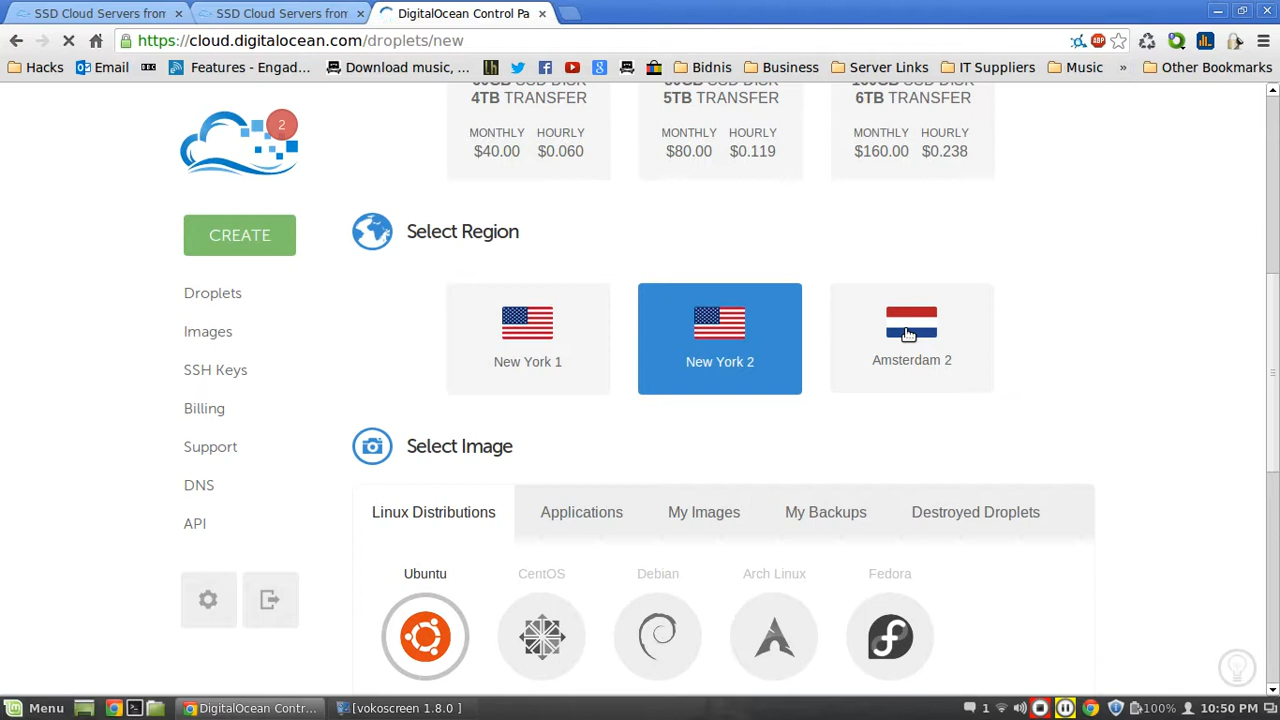 SSD Cloud Servers from
SSD Cloud Servers from
DigitalOcean Control Pa
https://cloud.digitalocean.com/droplets/new
ABP
Hacks
Email
Features - Engad...
Download music, ...
Bidnis
Business
Server Links
IT Suppliers
Music
»
Other Bookmarks
4TB TRANSFER
5TB TRANSFER
6TB TRANSFER
MONTHLY HOURLY
$40.00 $0.060
MONTHLY HOURLY
$80.00 $0.119
MONTHLY HOURLY
$160.00 $0.238
2
CREATE
Droplets
Images
SSH Keys
Billing
Support
DNS
API
Select Region
New York 1
New York 2
Amsterdam 2
Select Image
Linux Distributions
Applications
My Images
My Backups
Destroyed Droplets
Ubuntu
CentOS
Debian
Arch Linux
Fedora
Menu
DigitalOcean Contr...
[vokoscreen 1.8.0 ]
1
100%
10:50 PM